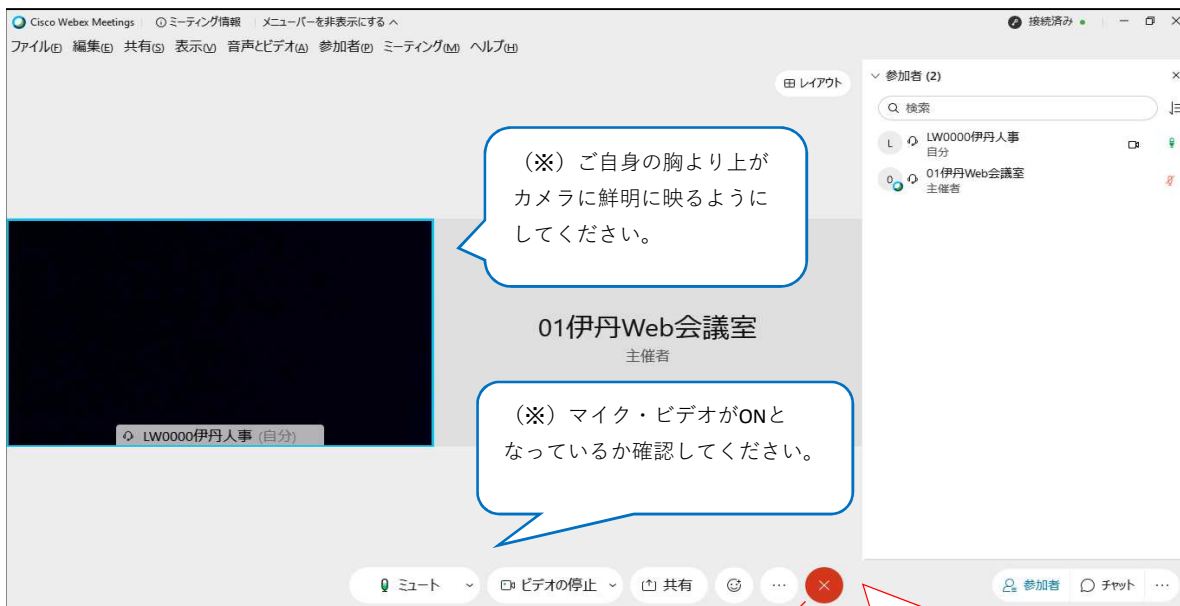 Cisco Webex Meetings ⓘミーティング情報 メニューバーを非表示にする へ 接続済み
ファイル(F) 編集(E) 共有(S) 表示(V) 音声とビデオ(A) 参加者(P) ミーティング(M) ヘルプ(H)
レイアウト
参加者 (2)
検索
L LW0000伊丹人事
自分
0 01伊丹Web会議室
主催者
(※)ご自身の胸より上が
カメラに鮮明に映るように
してください。
01伊丹Web会議室
主催者
LW0000伊丹人事 (自分)
(※)マイク・ビデオがONと
なっているか確認してください。
ミュート ビデオの停止 共有 … 参加者 チャット …